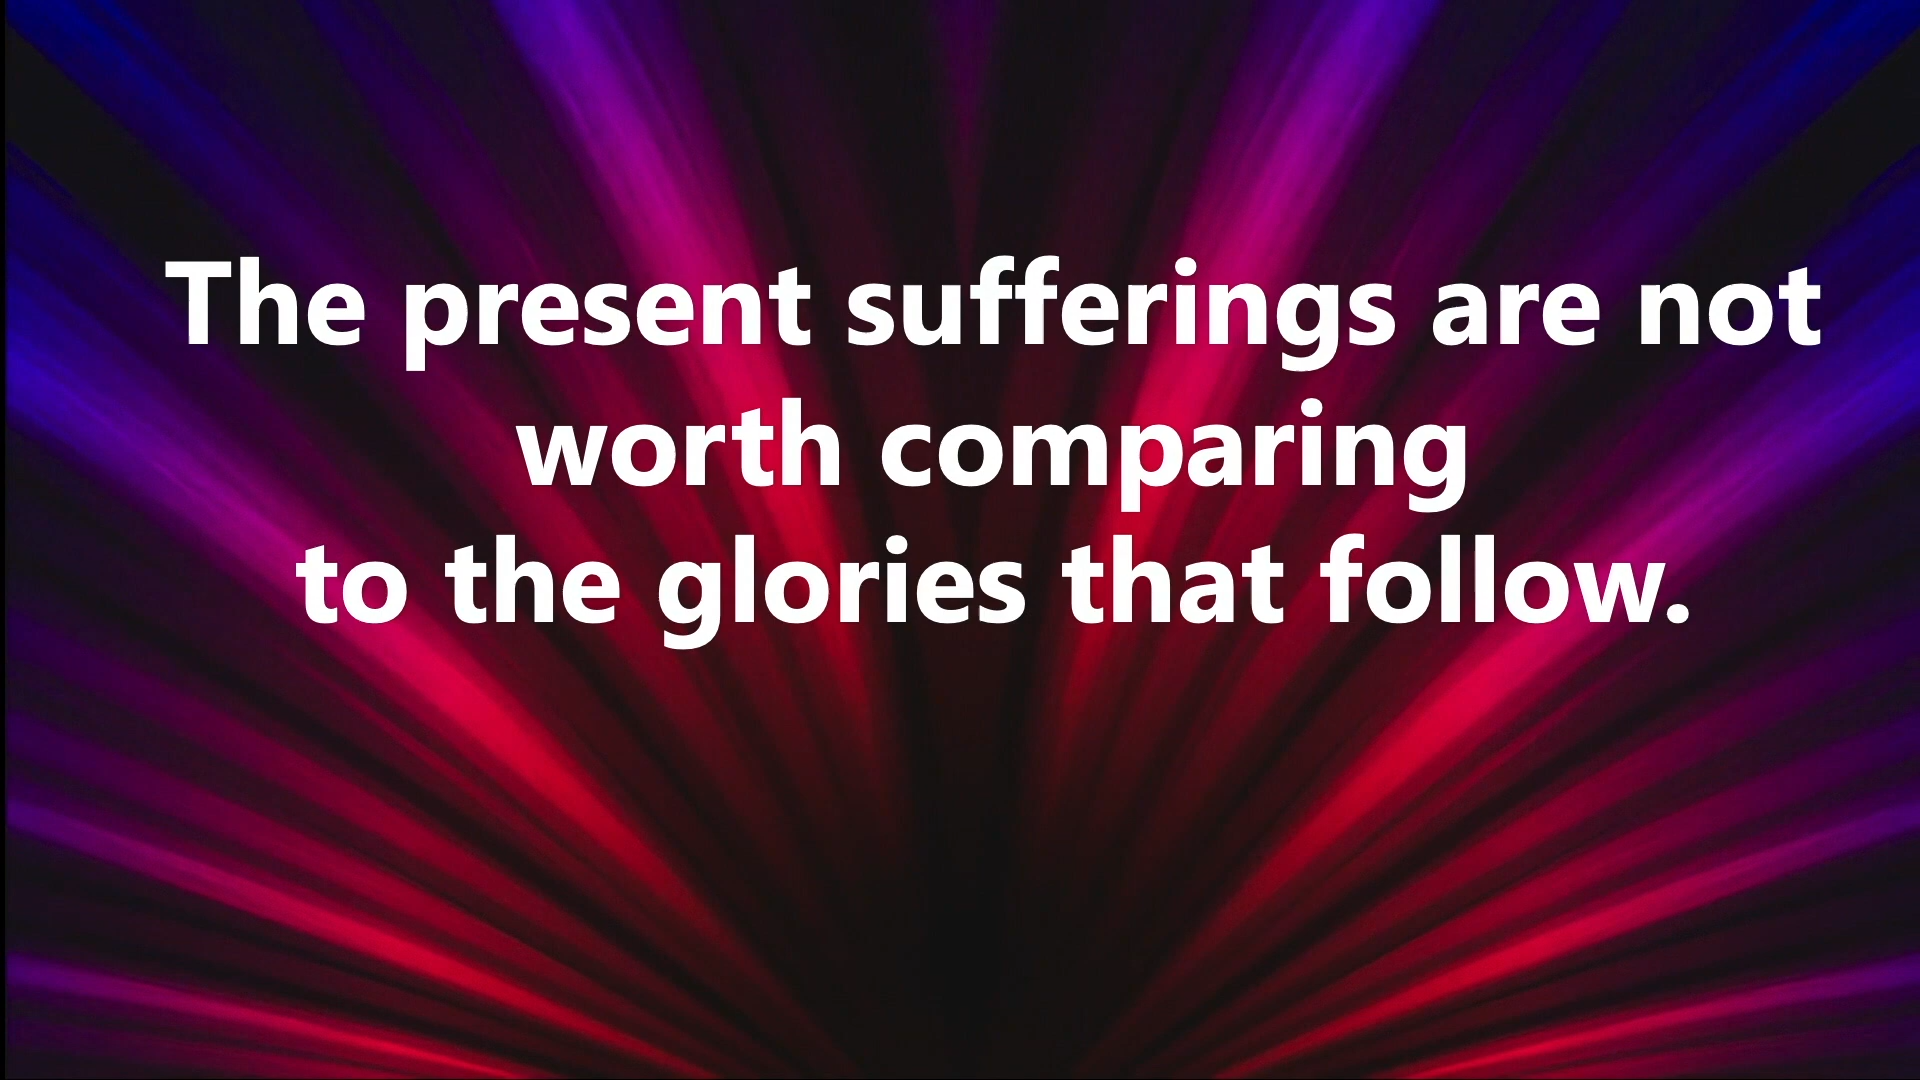 The present sufferings are not
worth comparing
to the glories that follow.